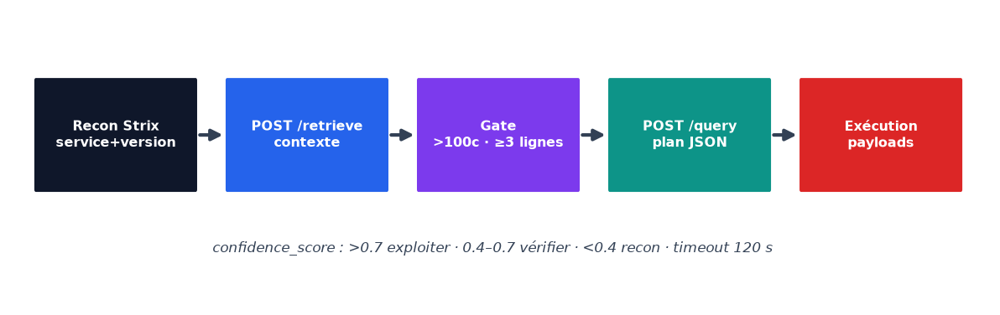 Recon Strix
service+version
POST /retrieve
contexte
Gate
>100c · ≥3 lignes
POST /query
plan JSON
Exécution
payloads
confidence_score : >0.7 exploiter · 0.4–0.7 vérifier · <0.4 recon · timeout 120 s